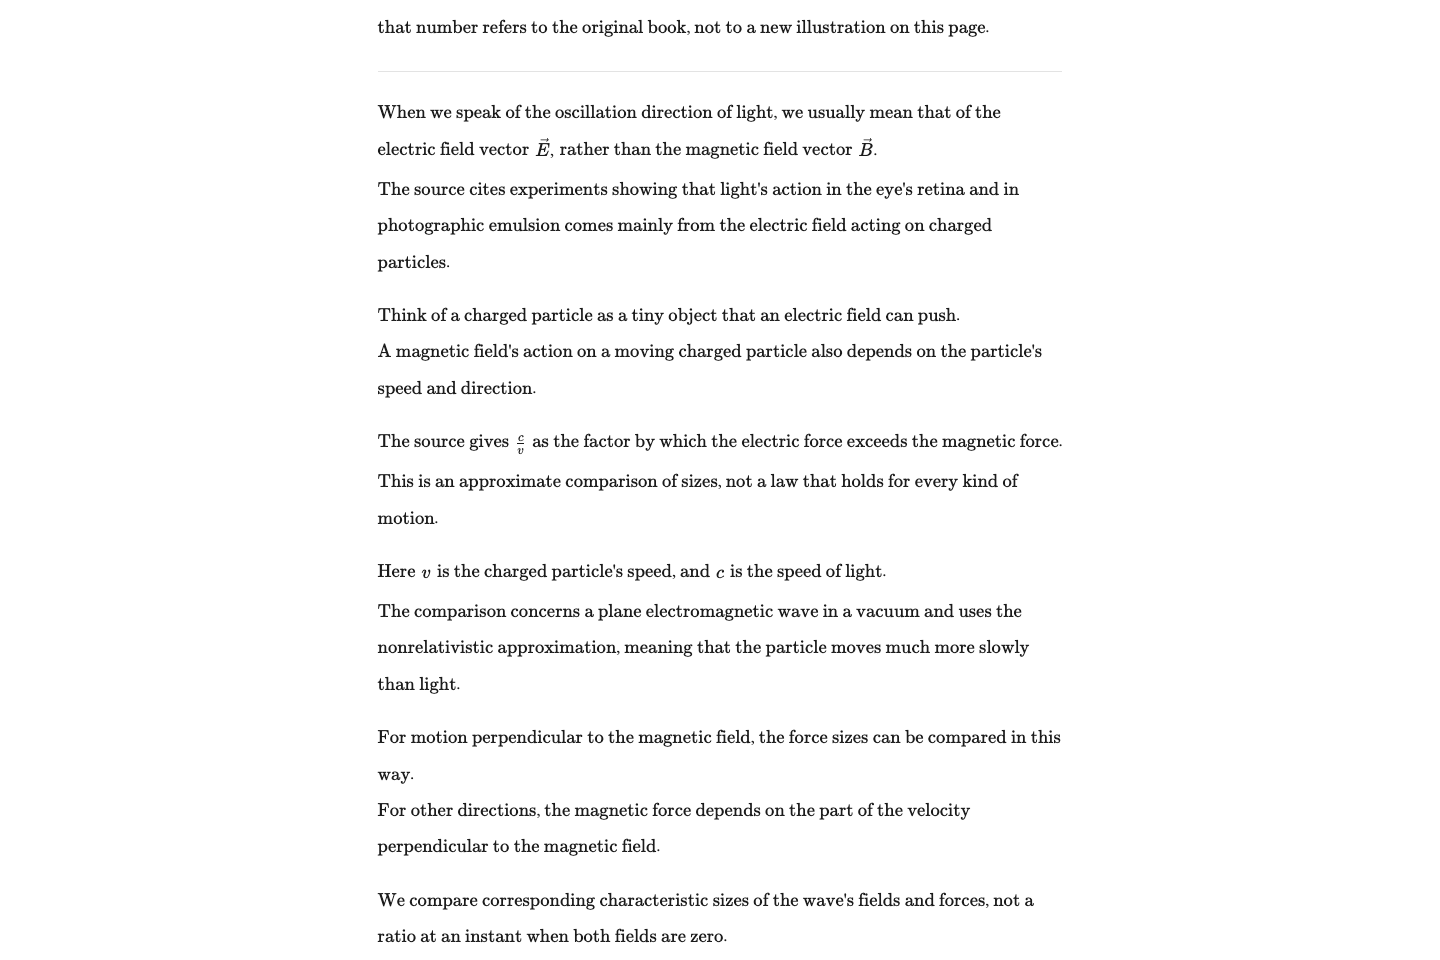 that number refers to the original book, not to a new illustration on this page.
When we speak of the oscillation direction of light, we usually mean that of the
electric field vector $\vec{E}$, rather than the magnetic field vector $\vec{B}$.
The source cites experiments showing that light's action in the eye's retina and in
photographic emulsion comes mainly from the electric field acting on charged
particles.
Think of a charged particle as a tiny object that an electric field can push.
A magnetic field's action on a moving charged particle also depends on the particle's
speed and direction.
The source gives $\frac{c}{v}$ as the factor by which the electric force exceeds the magnetic force.
This is an approximate comparison of sizes, not a law that holds for every kind of
motion.
Here $v$ is the charged particle's speed, and $c$ is the speed of light.
The comparison concerns a plane electromagnetic wave in a vacuum and uses the
nonrelativistic approximation, meaning that the particle moves much more slowly
than light.
For motion perpendicular to the magnetic field, the force sizes can be compared in this
way.
For other directions, the magnetic force depends on the part of the velocity
perpendicular to the magnetic field.
We compare corresponding characteristic sizes of the wave's fields and forces, not a
ratio at an instant when both fields are zero.